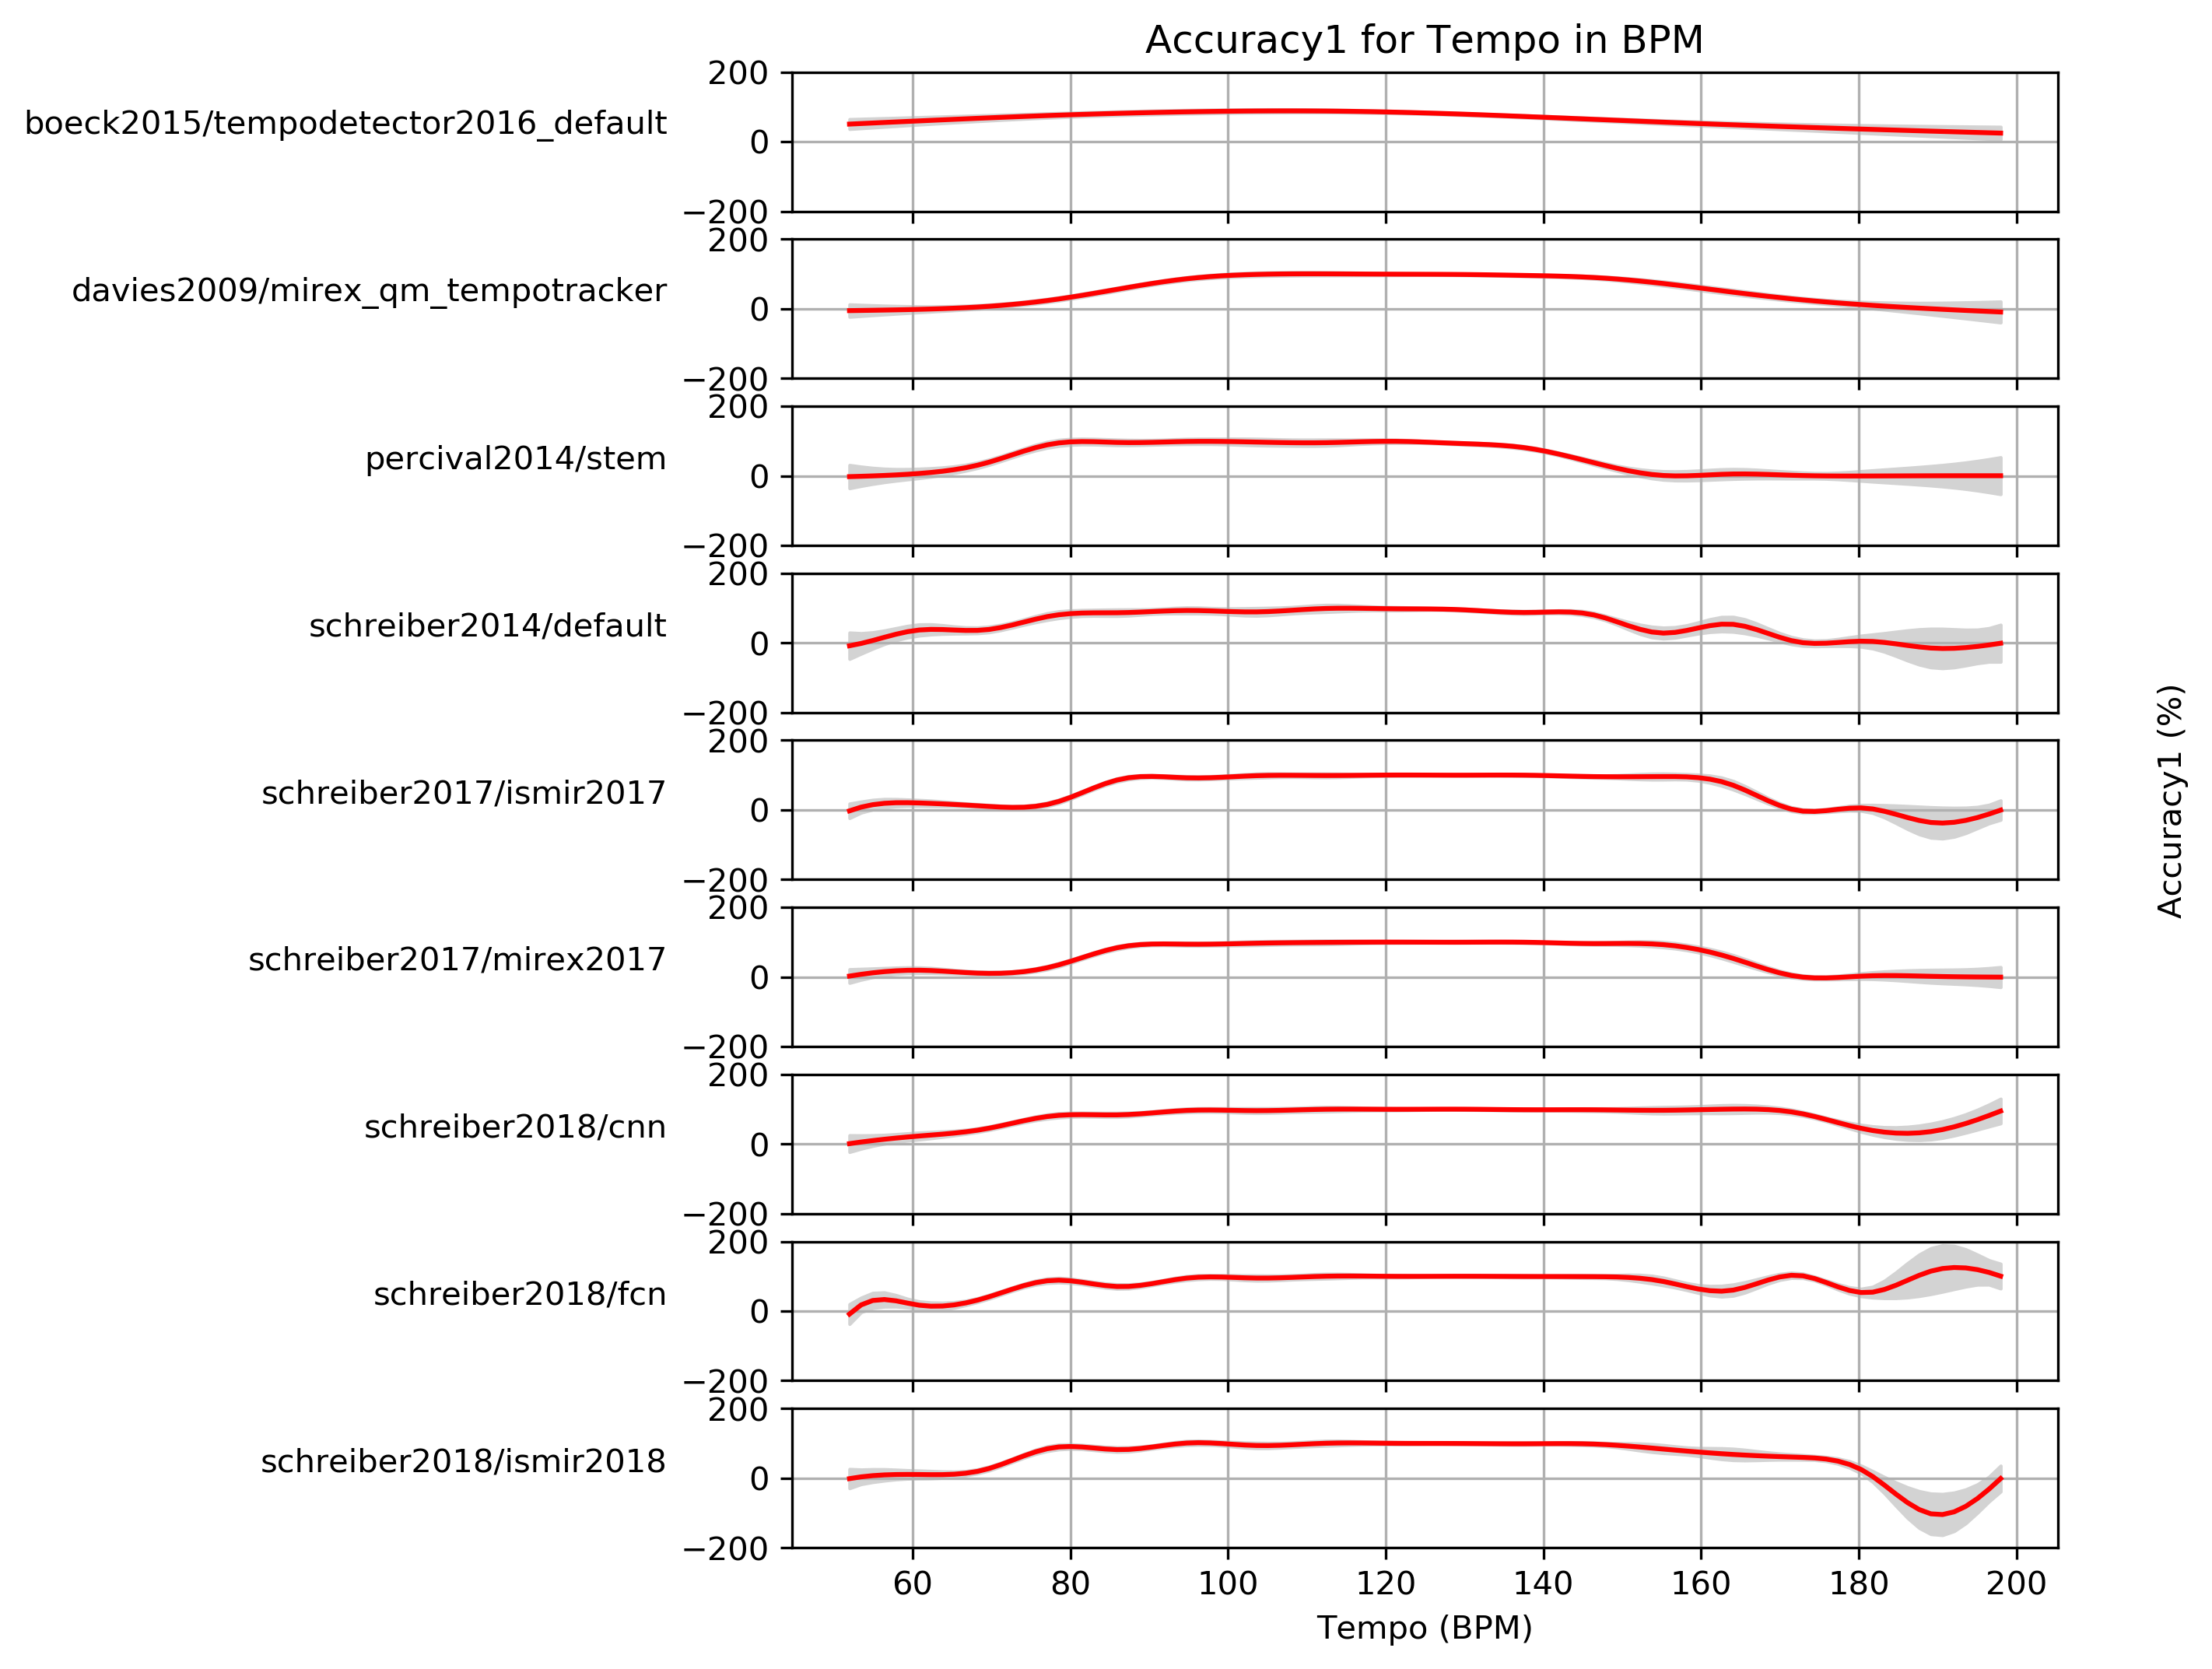 Accuracy1 for Tempo in BPM
boeck2015/tempodetector2016_default
200
0
−200
davies2009/mirex_qm_tempotracker
200
0
−200
percival2014/stem
200
0
−200
schreiber2014/default
200
0
−200
schreiber2017/ismir2017
200
0
−200
schreiber2017/mirex2017
200
0
−200
schreiber2018/cnn
200
0
−200
schreiber2018/fcn
200
0
−200
schreiber2018/ismir2018
200
0
−200
60 80 100 120 140 160 180 200
Tempo (BPM)
Accuracy1 (%)